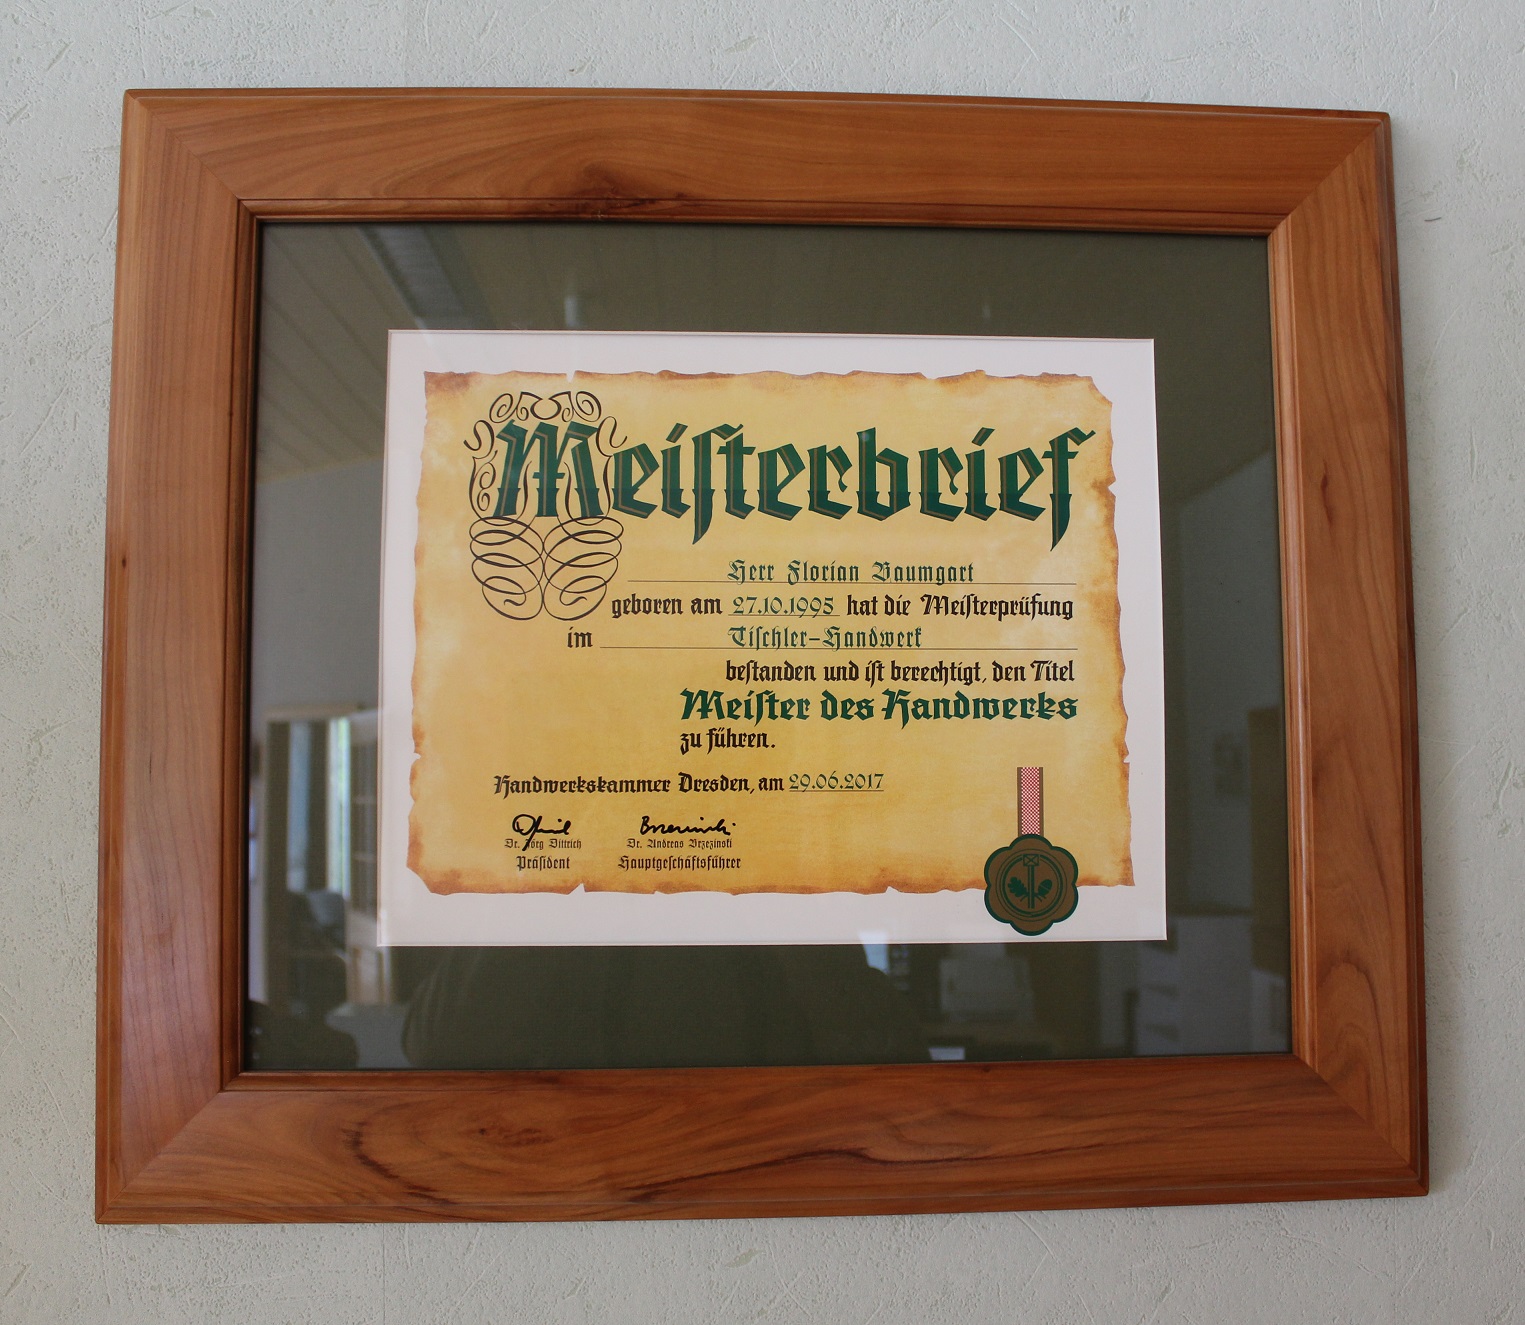 Meiſterbrief
Herr Florian Baumgart
geboren am 27.10.1995 hat die Meiſterprüfung
im Tiſchler-Handwerk
beſtanden und iſt berechtigt, den Titel
Meiſter des Handwerks
zu führen.
Handwerkskammer Dresden, am 29.06.2017
Dr. Jörg Dittrich Dr. Andreas Brzezinski
Präſident Hauptgeſchäftsführer